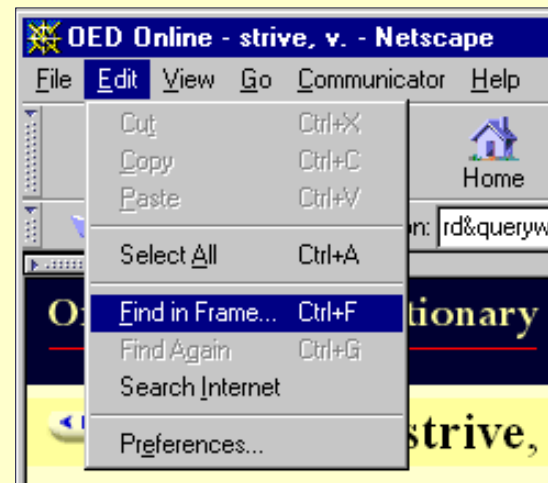 OED Online - strive, v. - Netscape
File Edit View Go Communicator Help
Cut Ctrl+X
Copy Ctrl+C
Home
Paste Ctrl+V
rd&queryw
Select All Ctrl+A
Find in Frame... Ctrl+F
Find Again Ctrl+G
Search Internet
Preferences...
strive,